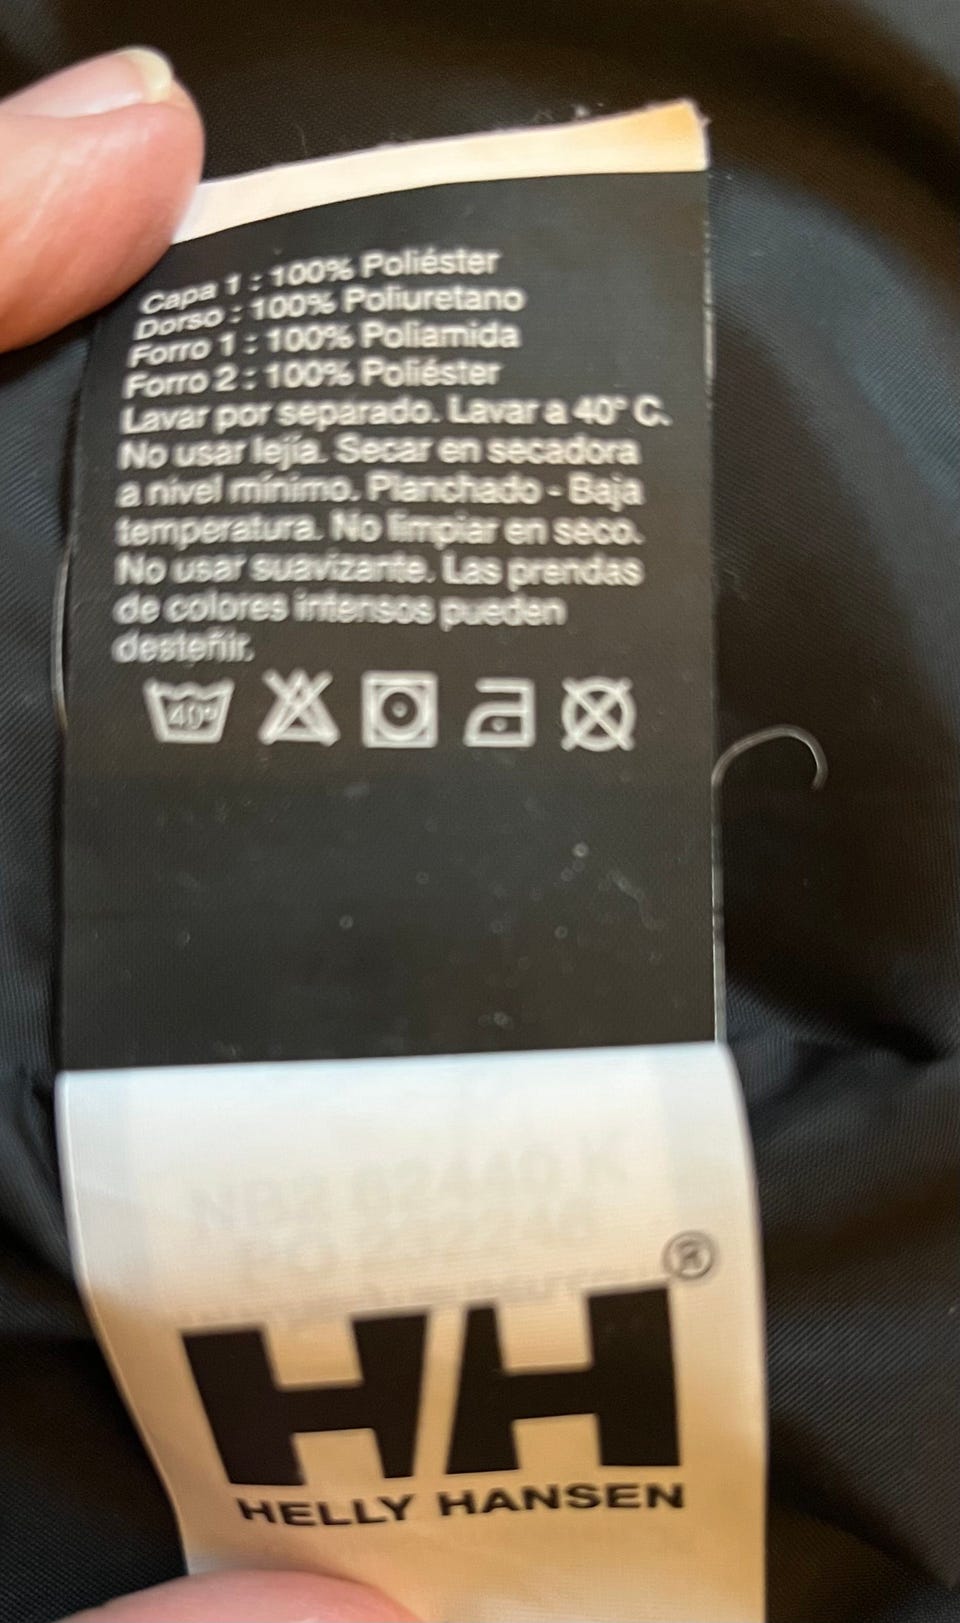 Capa 1 : 100% Poliéster
Dorso : 100% Poliuretano
Forro 1 : 100% Poliamida
Forro 2 : 100% Poliéster
Lavar por separado. Lavar a 40° C.
No usar lejía. Secar en secadora
a nivel mínimo. Planchado - Baja
temperatura. No limpiar en seco.
No usar suavizante. Las prendas
de colores intensos pueden
desteñir.
40°
®
HH
HELLY HANSEN